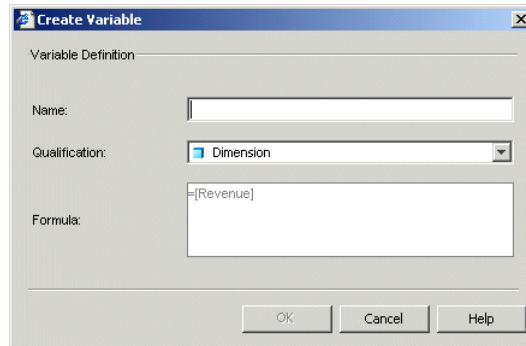 Create Variable
Variable Definition
Name:
Qualification:
Dimension
Formula:
=[Revenue]
OK
Cancel
Help